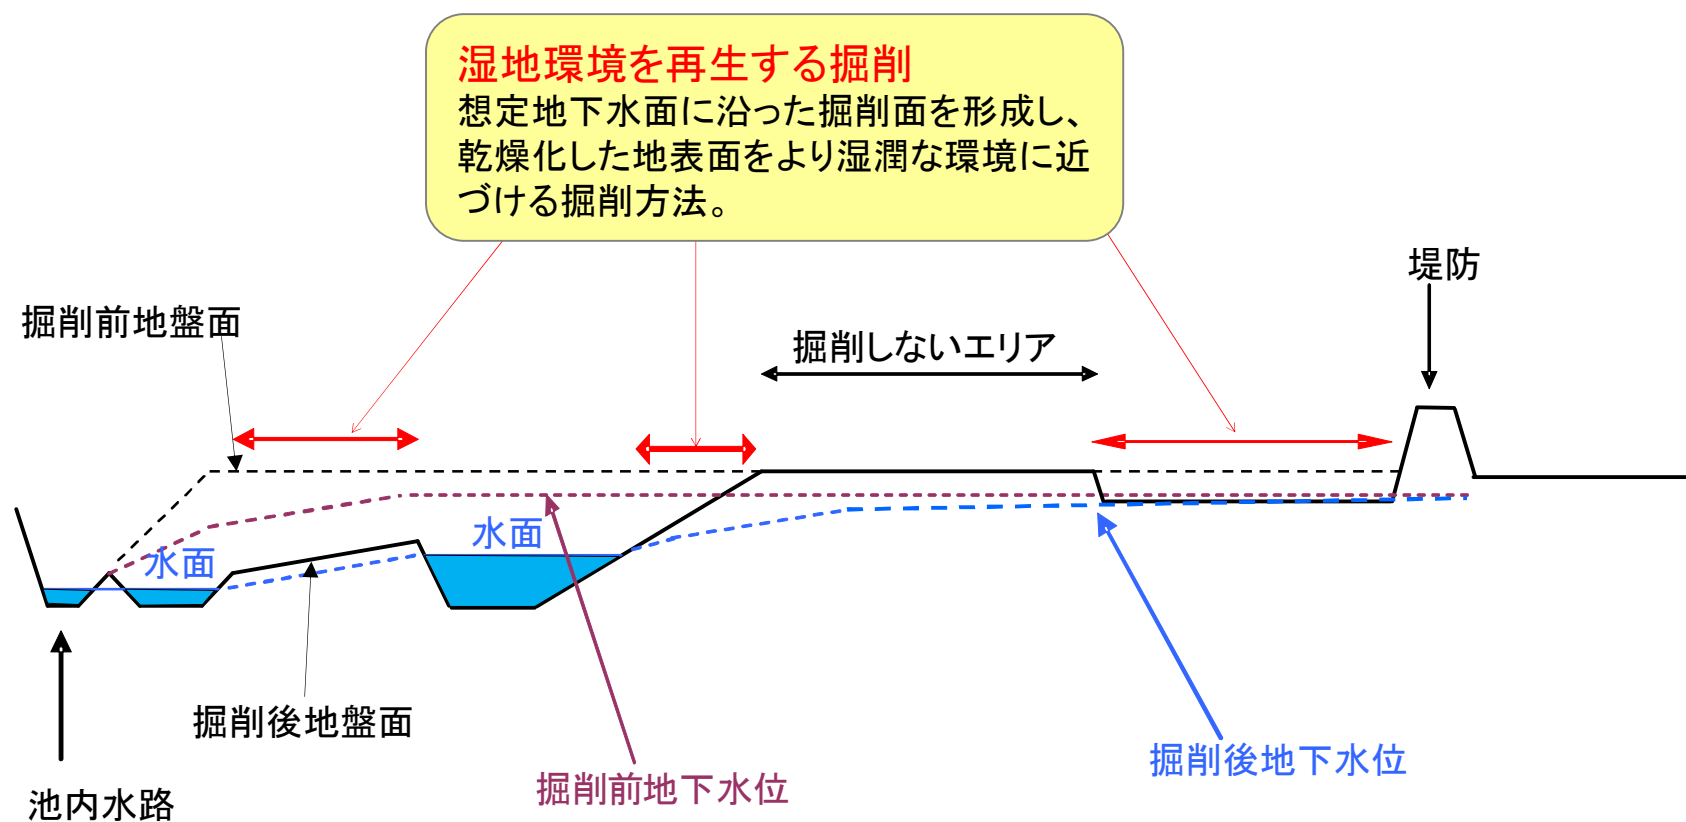 湿地環境を再生する掘削
想定地下水面に沿った掘削面を形成し、
乾燥化した地表面をより湿潤な環境に近
づける掘削方法。
堤防
掘削前地盤面
掘削しないエリア
水面
水面
掘削後地盤面
掘削後地下水位
掘削前地下水位
池内水路